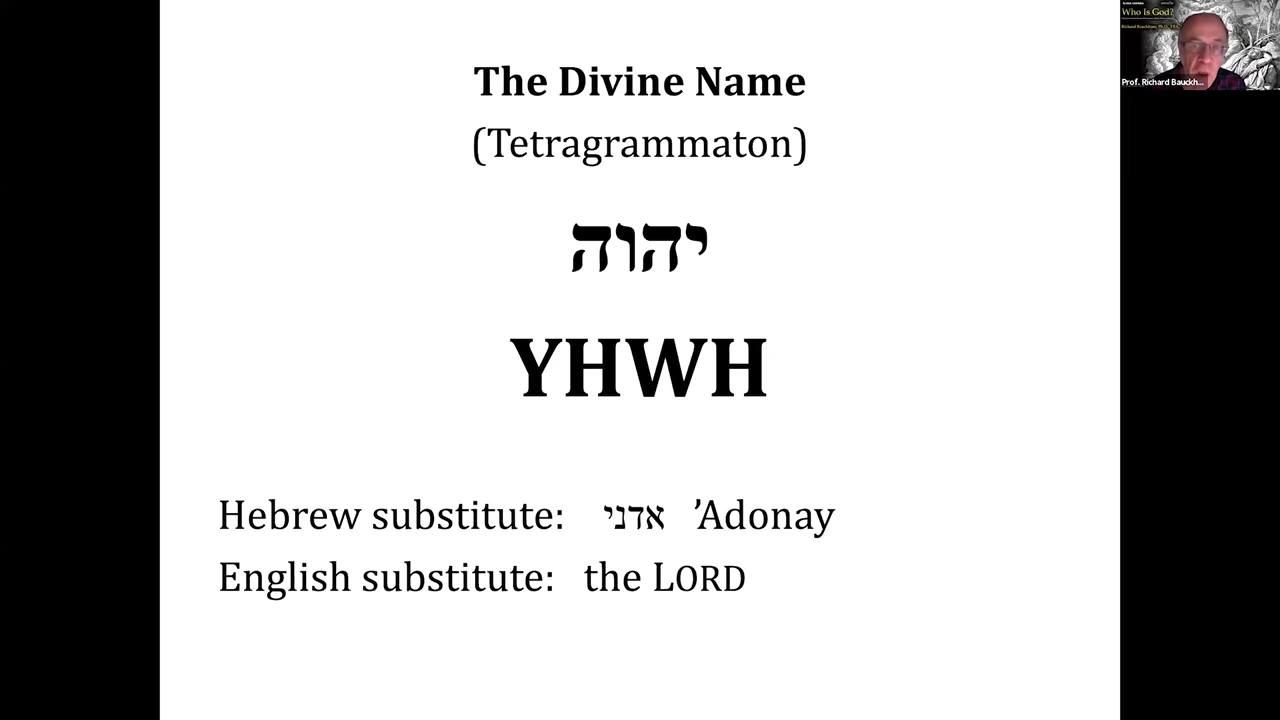 The Divine Name
(Tetragrammaton)
יהוה
YHWH
Hebrew substitute: אדני ’Adonay
English substitute: the LORD
Who Is God?
Prof. Richard Bauckh...